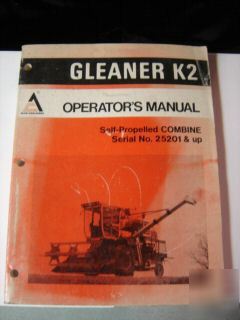 GLEANER K2
OPERATOR'S MANUAL
Self-Propelled COMBINE
Serial No. 25201 & up